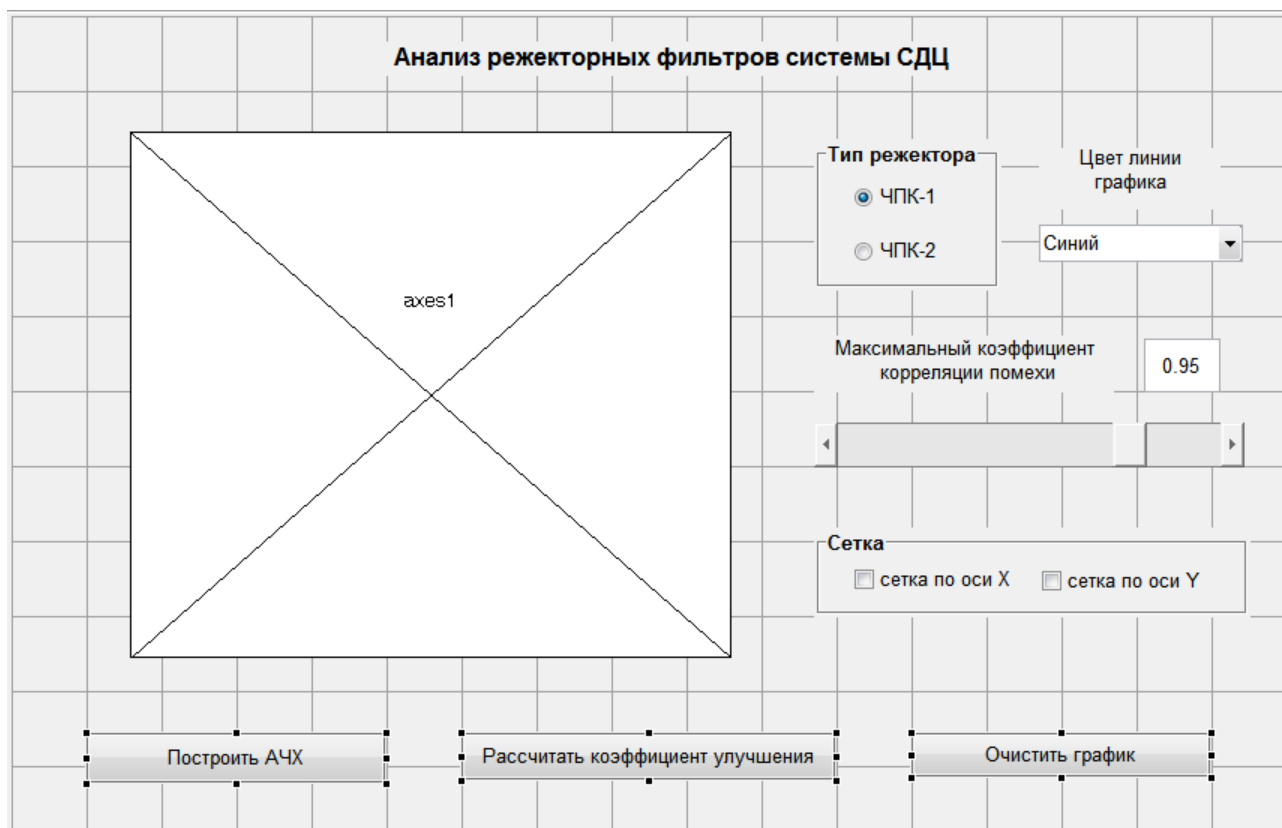 Анализ режекторных фильтров системы СДЦ
axes1
Тип режектора
ЧПК-1
ЧПК-2
Цвет линии
графика
Синий
Максимальный коэффициент
корреляции помехи
0.95
Сетка
сетка по оси X
сетка по оси Y
Построить АЧХ
Рассчитать коэффициент улучшения
Очистить график